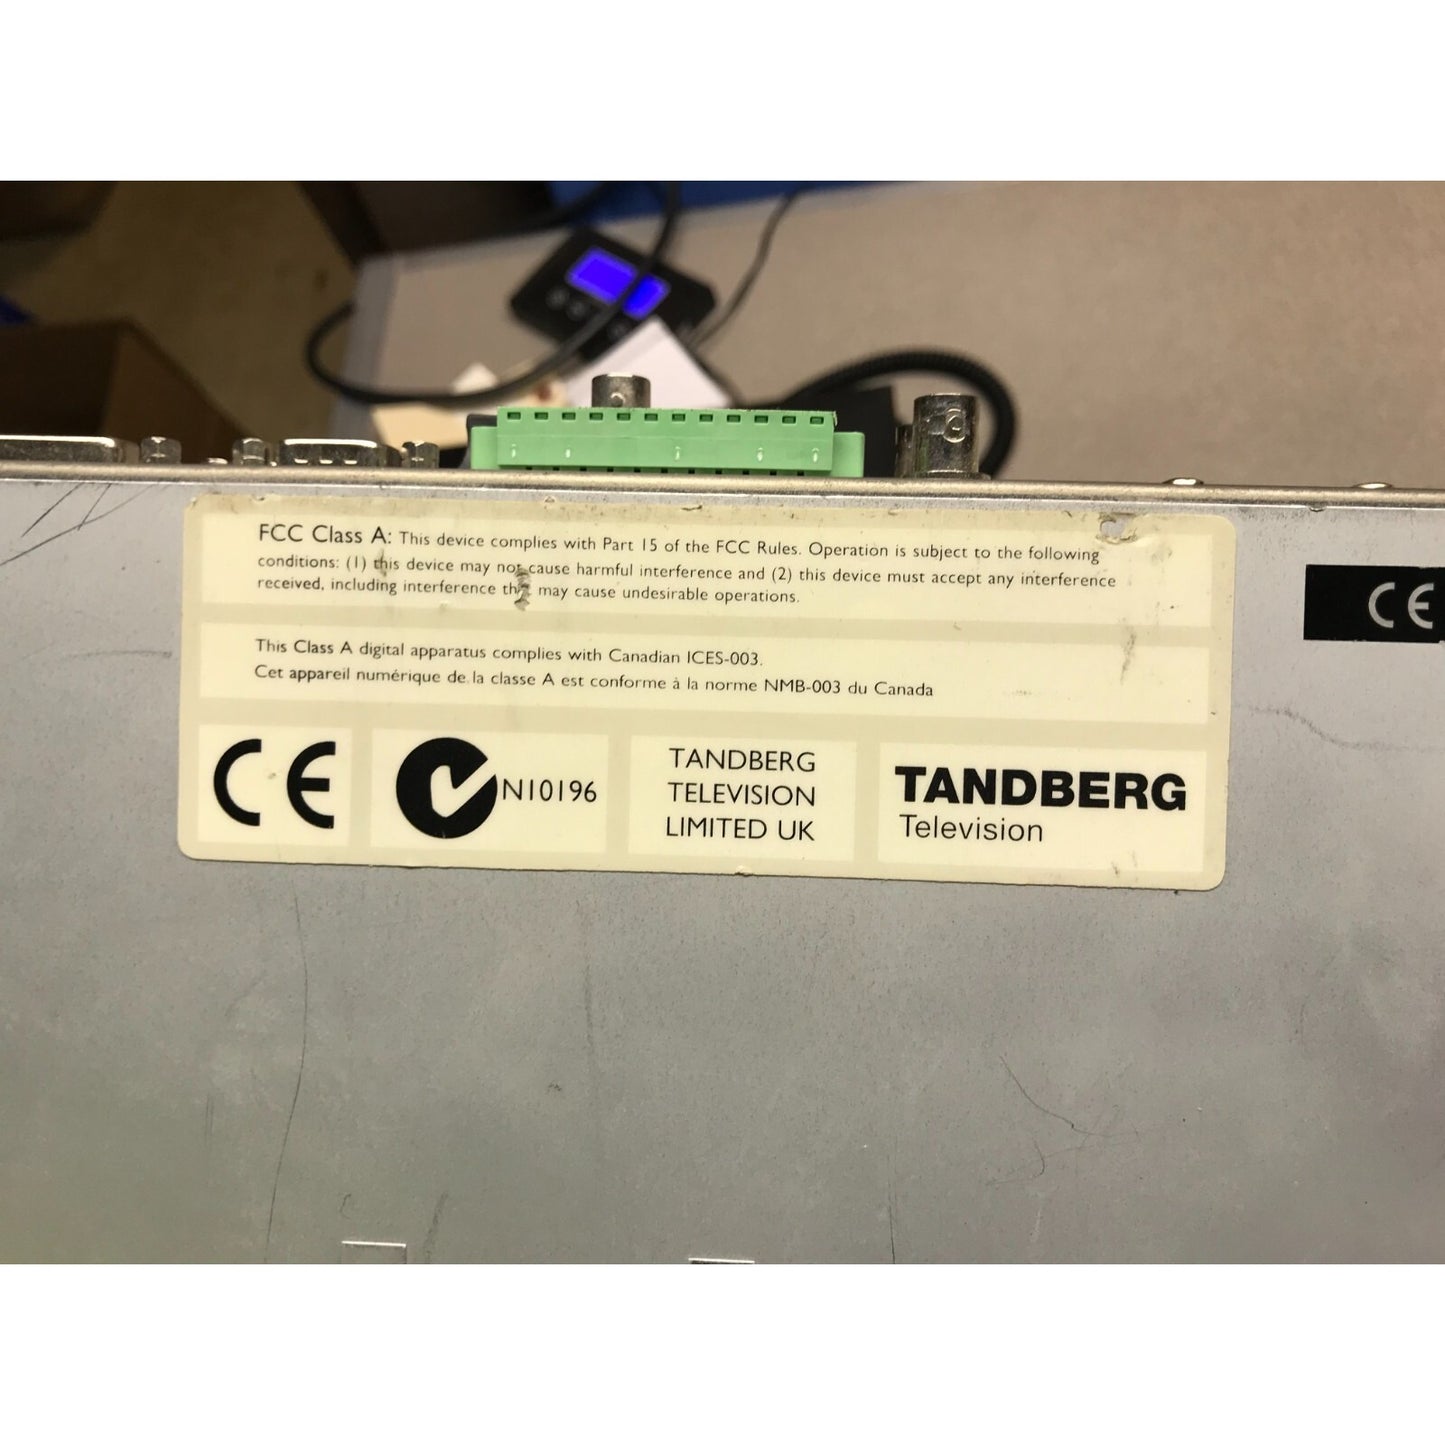 FCC Class A: This device complies with Part 15 of the FCC Rules. Operation is subject to the following
conditions: (1) this device may not cause harmful interference and (2) this device must accept any interference
received, including interference that may cause undesirable operations.
This Class A digital apparatus complies with Canadian ICES-003.
Cet appareil numérique de la classe A est conforme à la norme NMB-003 du Canada
CE
N10196
TANDBERG
TELEVISION
LIMITED UK
TANDBERG
Television
CE